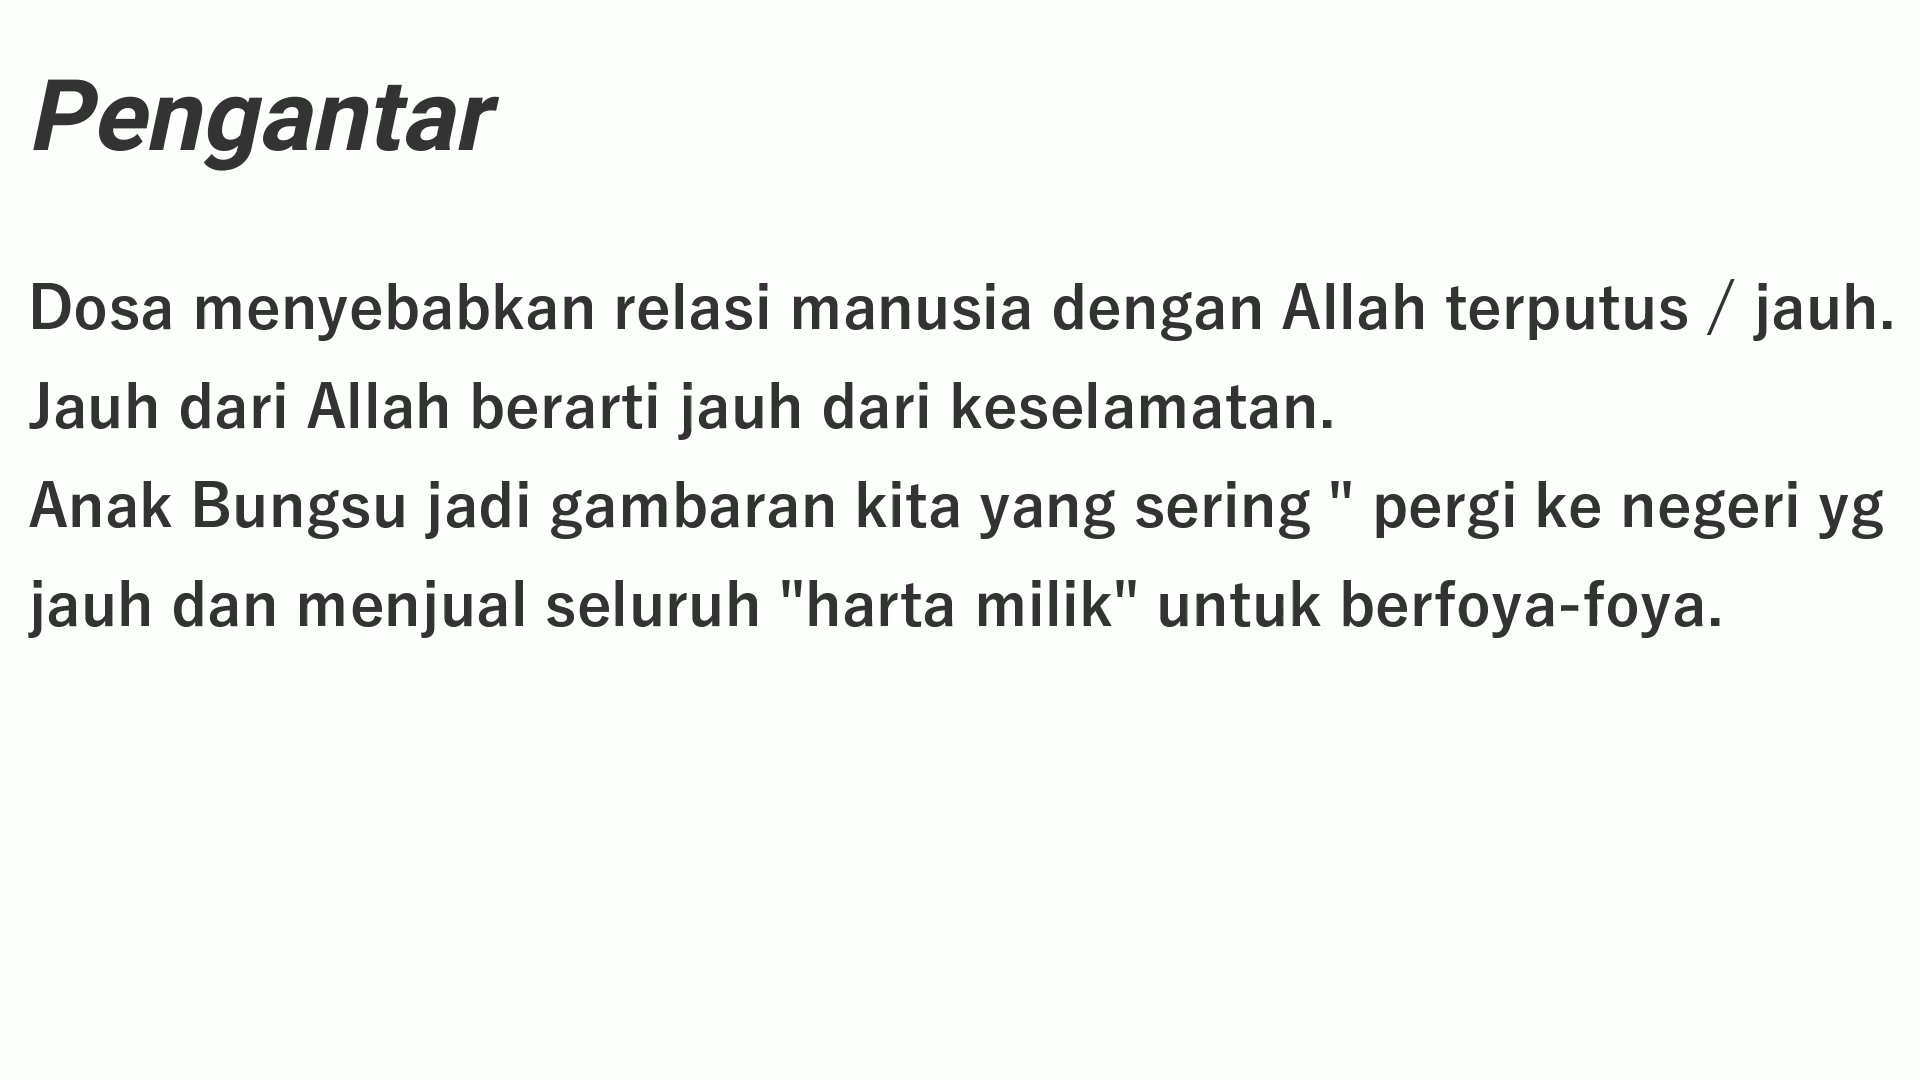 Pengantar
Dosa menyebabkan relasi manusia dengan Allah terputus / jauh.
Jauh dari Allah berarti jauh dari keselamatan.
Anak Bungsu jadi gambaran kita yang sering " pergi ke negeri yg
jauh dan menjual seluruh "harta milik" untuk berfoya-foya.